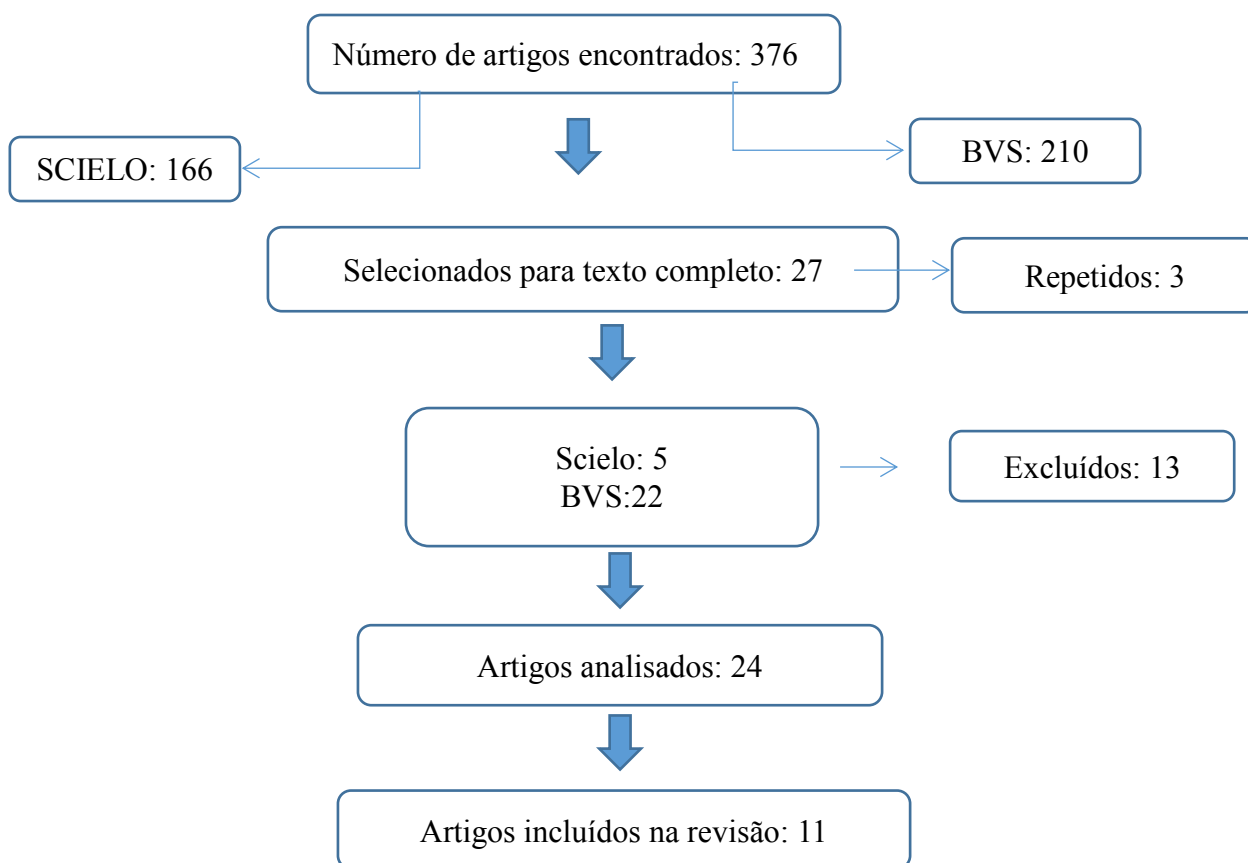 Número de artigos encontrados: 376
SCIELO: 166
BVS: 210
Selecionados para texto completo: 27
Repetidos: 3
Scielo: 5
BVS:22
Excluídos: 13
Artigos analisados: 24
Artigos incluídos na revisão: 11